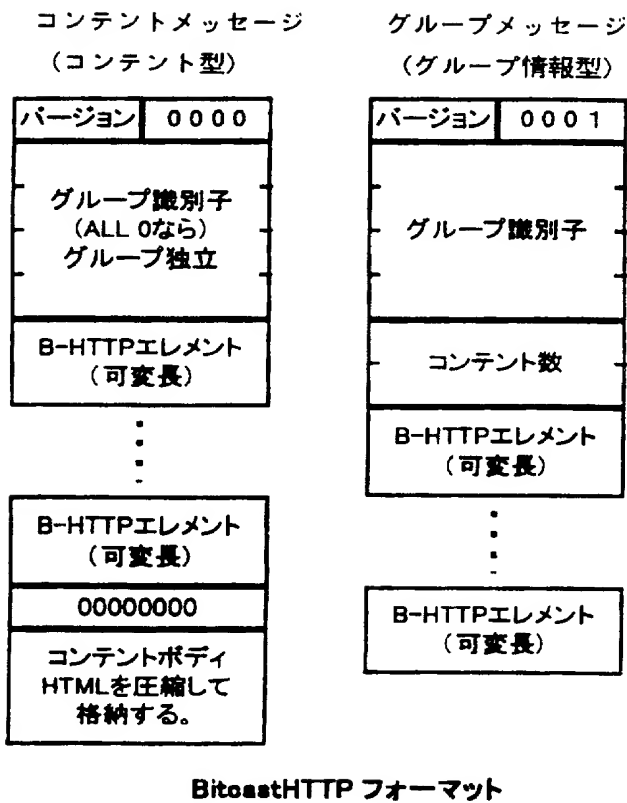 コンテントメッセージ
(コンテント型)
バージョン 0000
グループ識別子
(ALL 0なら)
グループ独立
B-HTTPエレメント
(可変長)
B-HTTPエレメント
(可変長)
00000000
コンテントボディ
HTMLを圧縮して
格納する。
グループメッセージ
(グループ情報型)
バージョン 0001
グループ識別子
コンテント数
B-HTTPエレメント
(可変長)
B-HTTPエレメント
(可変長)
BitcastHTTP フォーマット